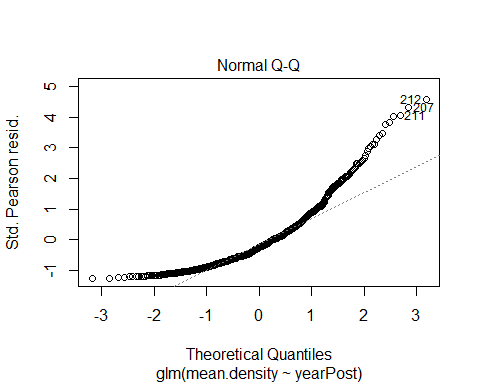 Normal Q-Q
Std. Pearson resid.
5
4
3
2
1
0
-1
212
207
211
-3 -2 -1 0 1 2 3
Theoretical Quantiles
glm(mean.density ~ yearPost)